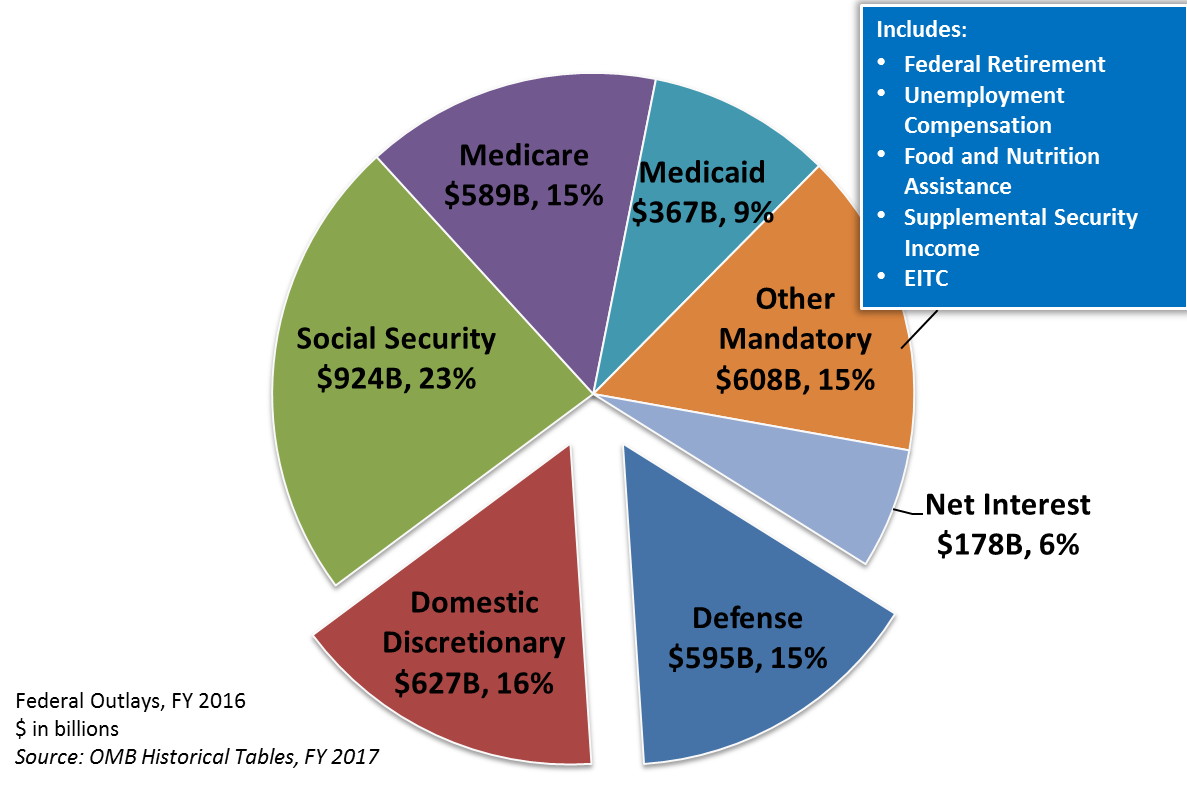 Includes:
• Federal Retirement
• Unemployment
Compensation
• Food and Nutrition
Assistance
• Supplemental Security
Income
• EITC
Medicare
$589B, 15%
Medicaid
$367B, 9%
Other
Mandatory
$608B, 15%
Social Security
$924B, 23%
Net Interest
$178B, 6%
Domestic
Discretionary
$627B, 16%
Defense
$595B, 15%
Federal Outlays, FY 2016
$ in billions
Source: OMB Historical Tables, FY 2017